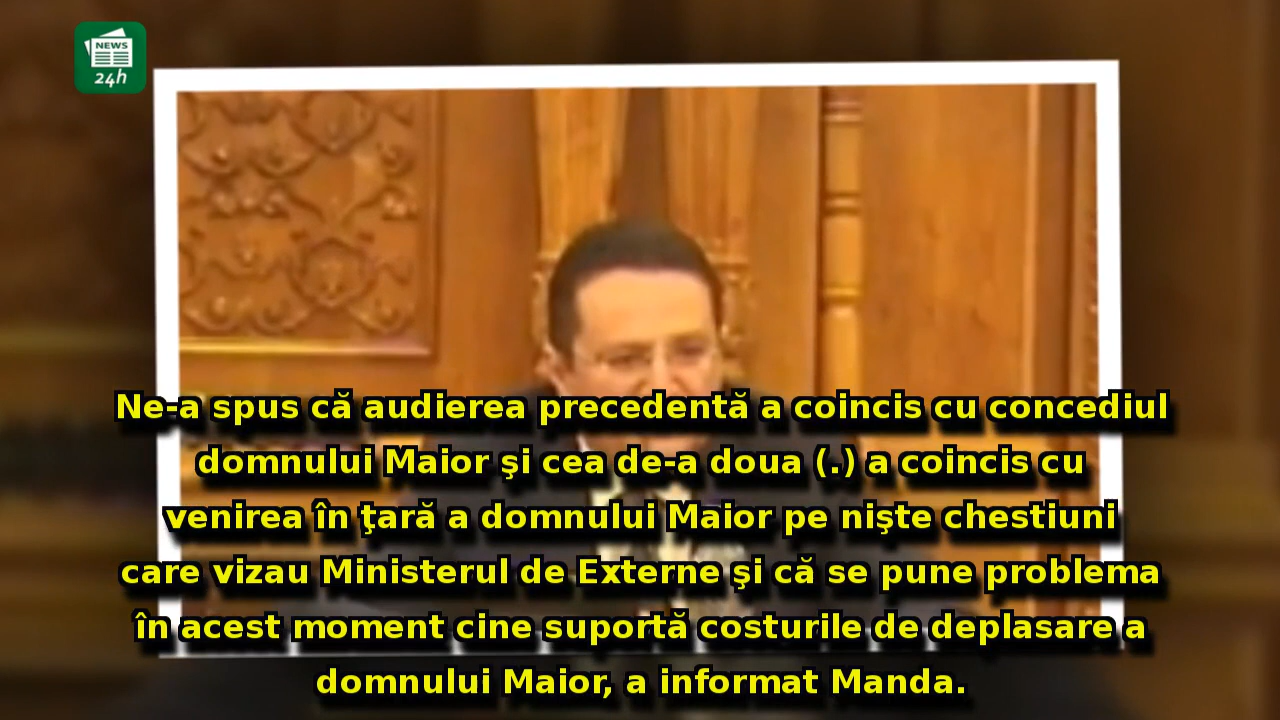 NEWS
24h
Ne-a spus că audierea precedentă a coincis cu concediul
domnului Maior şi cea de-a doua (.) a coincis cu
venirea în ţară a domnului Maior pe nişte chestiuni
care vizau Ministerul de Externe şi că se pune problema
în acest moment cine suportă costurile de deplasare a
domnului Maior, a informat Manda.